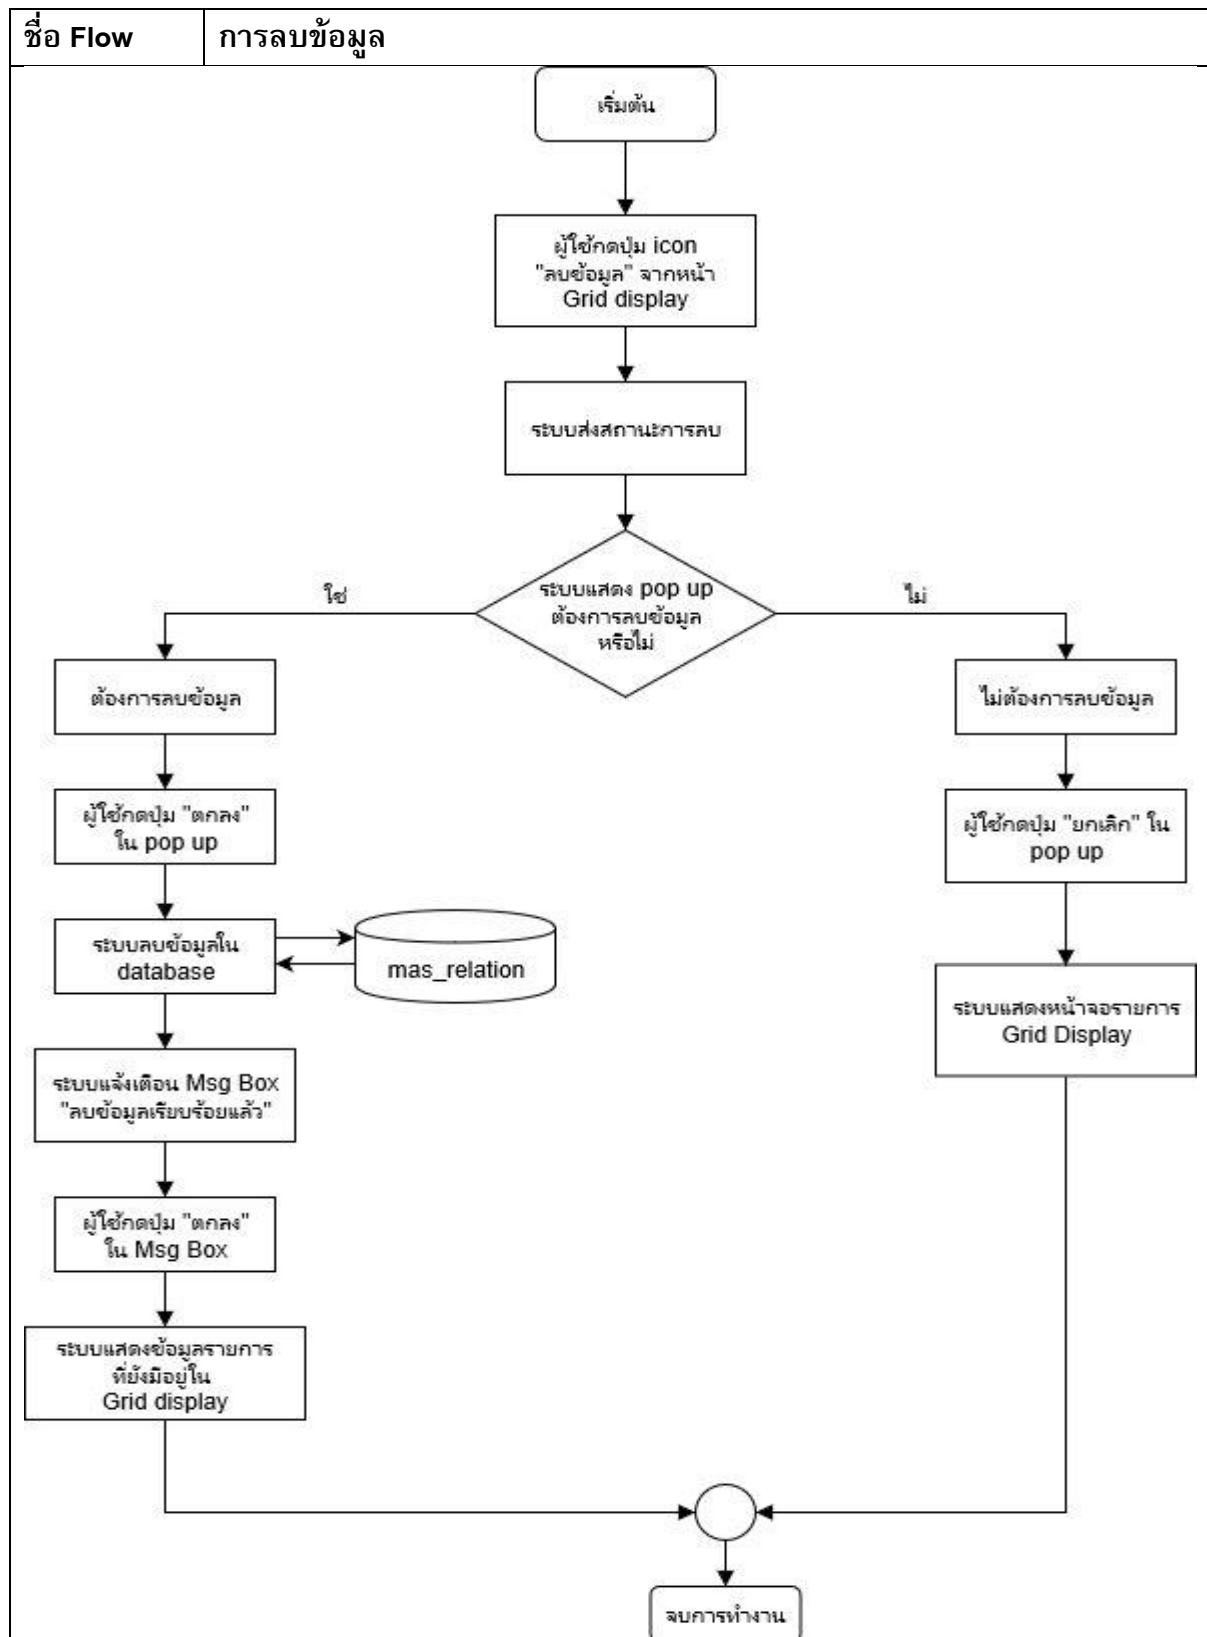 ชื่อ Flow
การลบข้อมูล
เริ่มต้น
ผู้ใช้กดปุ่ม icon
"ลบข้อมูล" จากหน้า
Grid display
ระบบส่งสถานะการลบ
ระบบแสดง pop up
ต้องการลบข้อมูล
หรือไม่
ใช่
ไม่
ต้องการลบข้อมูล
ไม่ต้องการลบข้อมูล
ผู้ใช้กดปุ่ม "ตกลง"
ใน pop up
ผู้ใช้กดปุ่ม "ยกเลิก" ใน
pop up
ระบบลบข้อมูลใน
database
mas_relation
ระบบแสดงหน้าจอรายการ
Grid Display
ระบบแจ้งเตือน Msg Box
"ลบข้อมูลเรียบร้อยแล้ว"
ผู้ใช้กดปุ่ม "ตกลง"
ใน Msg Box
ระบบแสดงข้อมูลรายการ
ที่ยังมีอยู่ใน
Grid display
จบการทำงาน